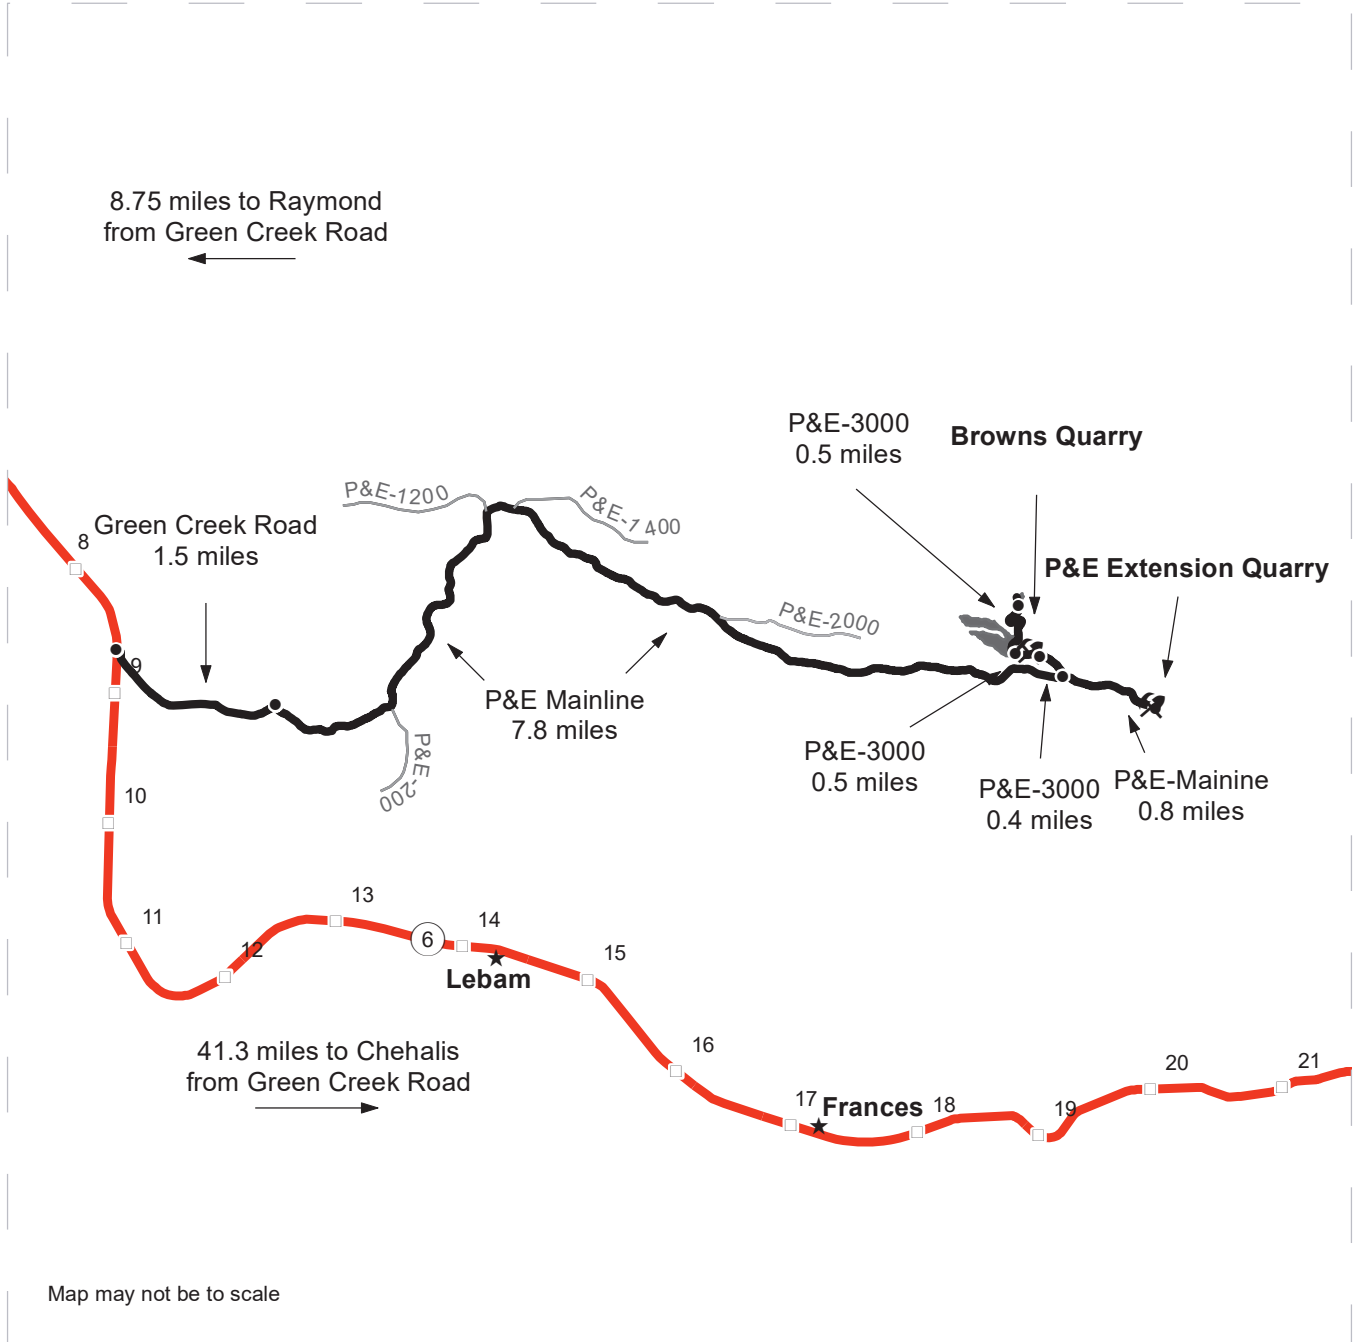 8.75 miles to Raymond
from Green Creek Road
P&E-3000
0.5 miles
Browns Quarry
P&E-1200
P&E-1400
Green Creek Road
1.5 miles
8
P&E Extension Quarry
P&E-2000
9
P&E Mainline
7.8 miles
P&E-200
P&E-3000
0.5 miles
P&E-3000
0.4 miles
P&E-Mainine
0.8 miles
10
11
12
13
6
14
Lebam
15
41.3 miles to Chehalis
from Green Creek Road
16
17
Frances
18
19
20
21
Map may not be to scale